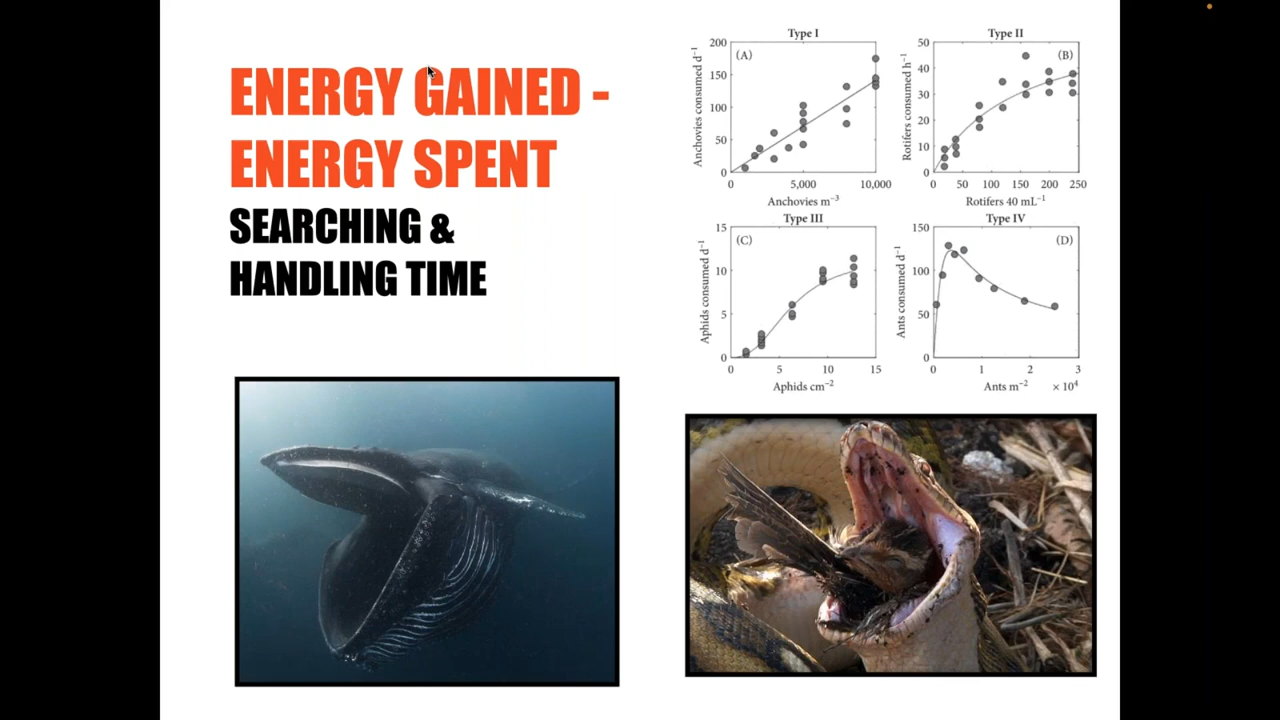 ENERGY GAINED -
ENERGY SPENT
SEARCHING &
HANDLING TIME
Type I
(A)
Anchovies consumed d⁻¹
200
150
100
50
0
0 5,000 10,000
Anchovies m⁻³
Type II
(B)
Rotifers consumed h⁻¹
50
40
30
20
10
0
0 50 100 150 200 250
Rotifers 40 mL⁻¹
Type III
(C)
Aphids consumed d⁻¹
15
10
5
0
0 5 10 15
Aphids cm⁻²
Type IV
(D)
Ants consumed d⁻¹
150
100
50
0
0 1 2 3
Ants m⁻² × 10⁴